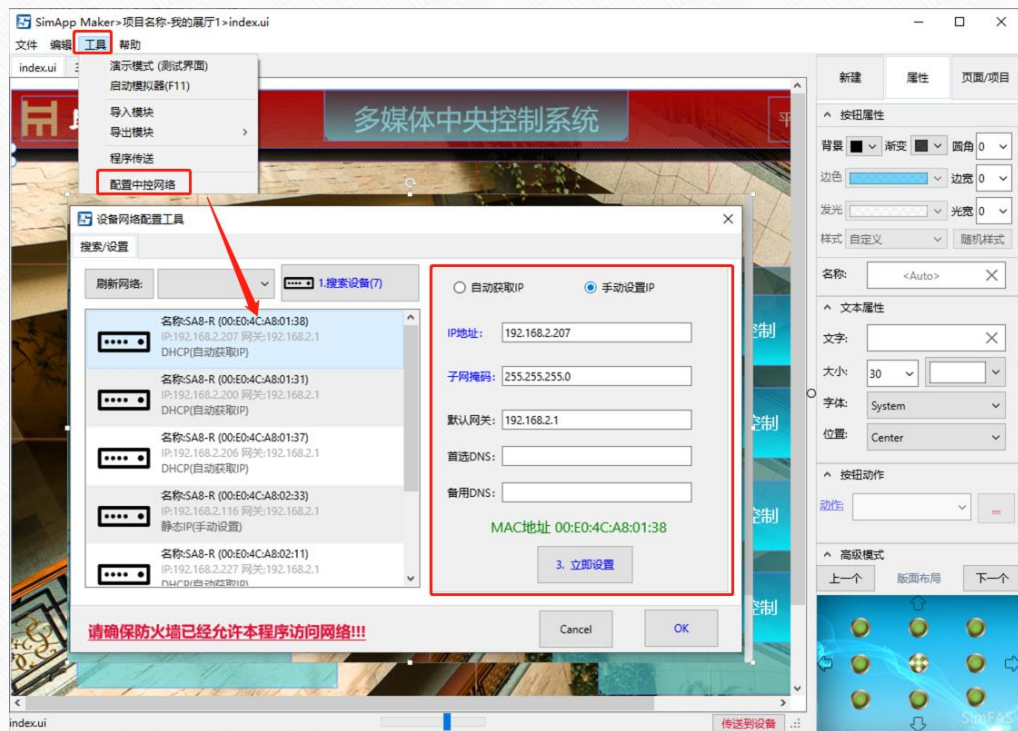 SimApp Maker>项目名称-我的展厅1>index.ui
文件 编辑 工具 帮助
index.ui
演示模式 (测试界面)
启动模拟器(F11)
导入模块
导出模块
程序传送
配置中控网络
多媒体中央控制系统
设备网络配置工具
搜索/设置
刷新网络:
1.搜索设备(7)
名称:SA8-R (00:E0:4C:A8:01:38)
IP:192.168.2.207 网关:192.168.2.1
DHCP(自动获取IP)
名称:SA8-R (00:E0:4C:A8:01:31)
IP:192.168.2.200 网关:192.168.2.1
DHCP(自动获取IP)
名称:SA8-R (00:E0:4C:A8:01:37)
IP:192.168.2.206 网关:192.168.2.1
DHCP(自动获取IP)
名称:SA8-R (00:E0:4C:A8:02:33)
IP:192.168.2.116 网关:192.168.2.1
静态IP(手动设置)
名称:SA8-R (00:E0:4C:A8:02:11)
IP:192.168.2.227 网关:192.168.2.1
DHCP(自动获取IP)
自动获取IP 手动设置IP
IP地址: 192.168.2.207
子网掩码: 255.255.255.0
默认网关: 192.168.2.1
首选DNS:
备用DNS:
MAC地址 00:E0:4C:A8:01:38
3. 立即设置
请确保防火墙已经允许本程序访问网络!!!
Cancel OK
控制
控制
控制
控制
index.ui
传送到设备
新建 属性 页面/项目
按钮属性
背景 渐变 圆角 0
边色 边宽 0
发光 光宽 0
样式 自定义 随机样式
名称: <Auto>
文本属性
文字:
大小: 30
字体: System
位置: Center
按钮动作
动作:
...
高级模式
上一个 版面布局 下一个
SimFAS